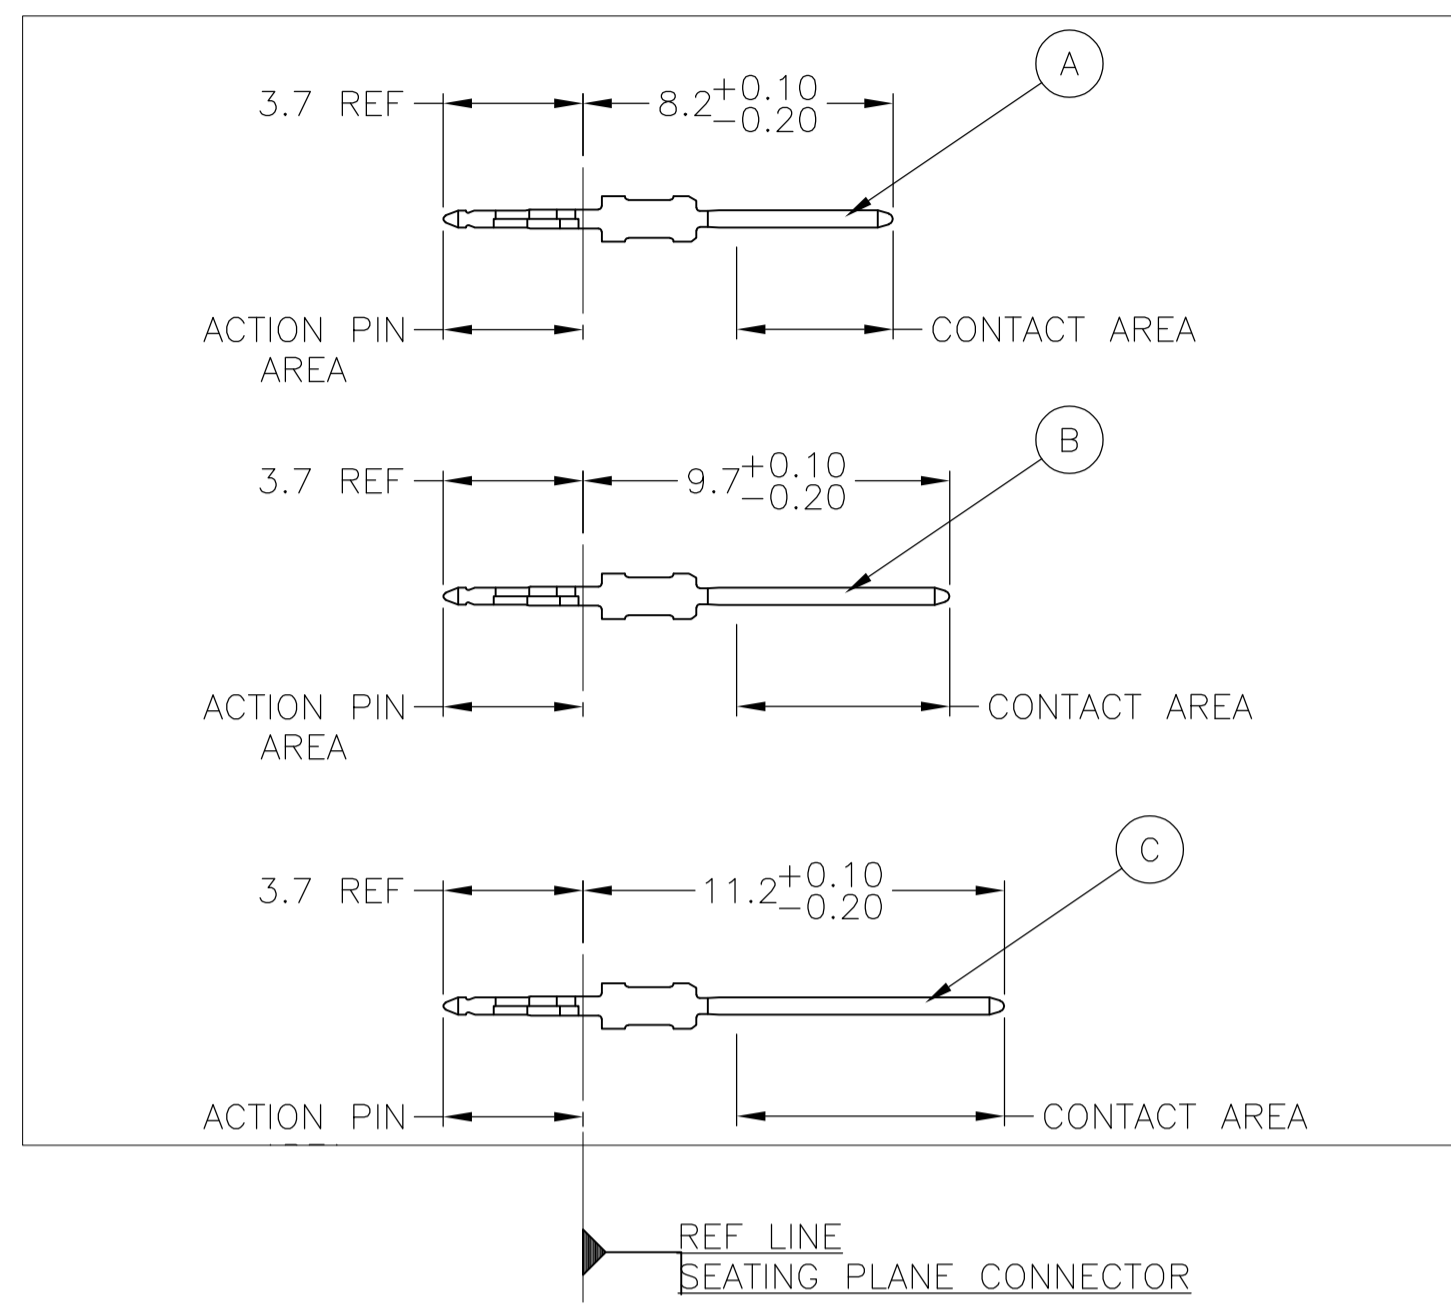 A
3.7 REF
8.2 +0.10
-0.20
ACTION PIN
AREA
CONTACT AREA
B
3.7 REF
9.7 +0.10
-0.20
ACTION PIN
AREA
CONTACT AREA
C
3.7 REF
11.2 +0.10
-0.20
ACTION PIN
CONTACT AREA
REF LINE
SEATING PLANE CONNECTOR